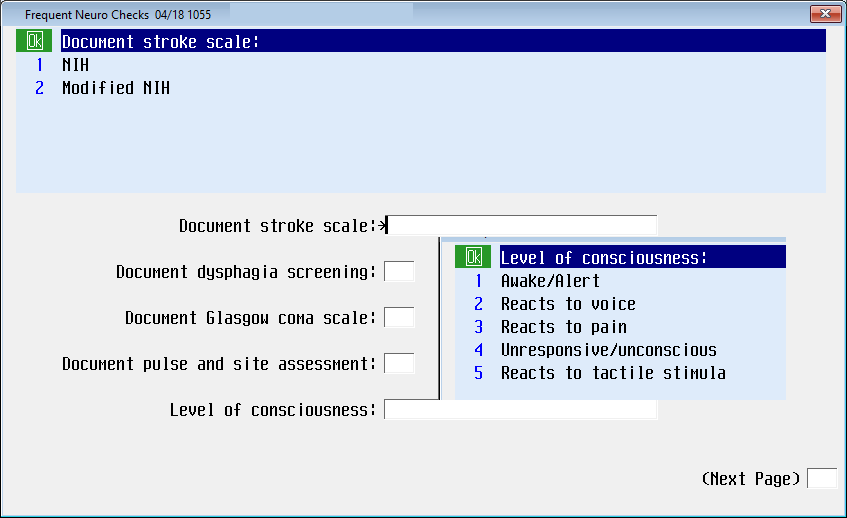 Frequent Neuro Checks 04/18 1055
Ok Document stroke scale:
1 NIH
2 Modified NIH
Document stroke scale:
Document dysphagia screening:
Document Glasgow coma scale:
Document pulse and site assessment:
Level of consciousness:
Ok Level of consciousness:
1 Awake/Alert
2 Reacts to voice
3 Reacts to pain
4 Unresponsive/unconscious
5 Reacts to tactile stimula
(Next Page)